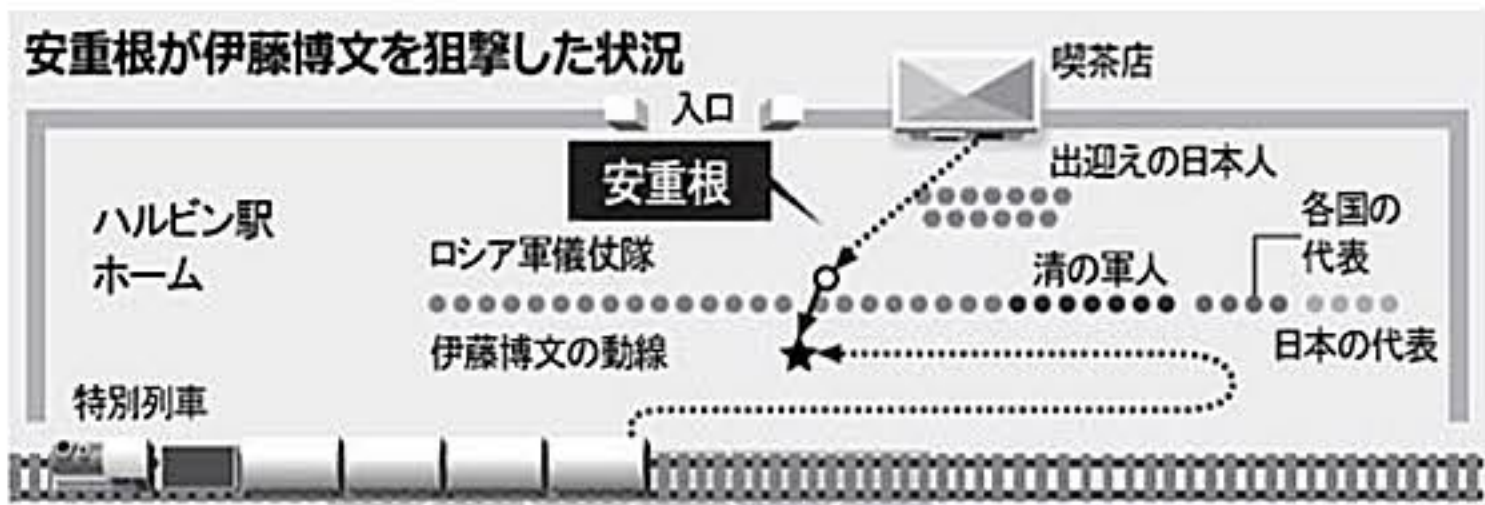 安重根が伊藤博文を狙撃した状況
喫茶店
入口
安重根
出迎えの日本人
ハルビン駅
ホーム
各国の
代表
ロシア軍儀仗隊
清の軍人
伊藤博文の動線
日本の代表
特別列車